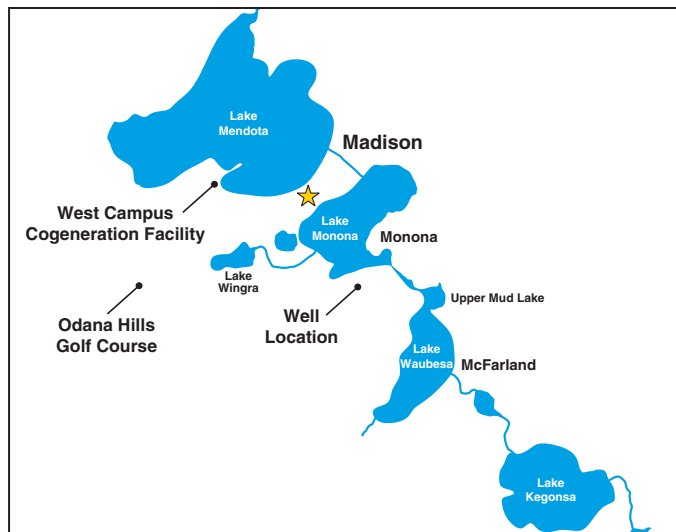 Lake
Mendota
Madison
West Campus
Cogeneration Facility
Lake
Monona
Monona
Lake
Wingra
Odana Hills
Golf Course
Well
Location
Upper Mud Lake
Lake
Waubesa
McFarland
Lake
Kegonsa